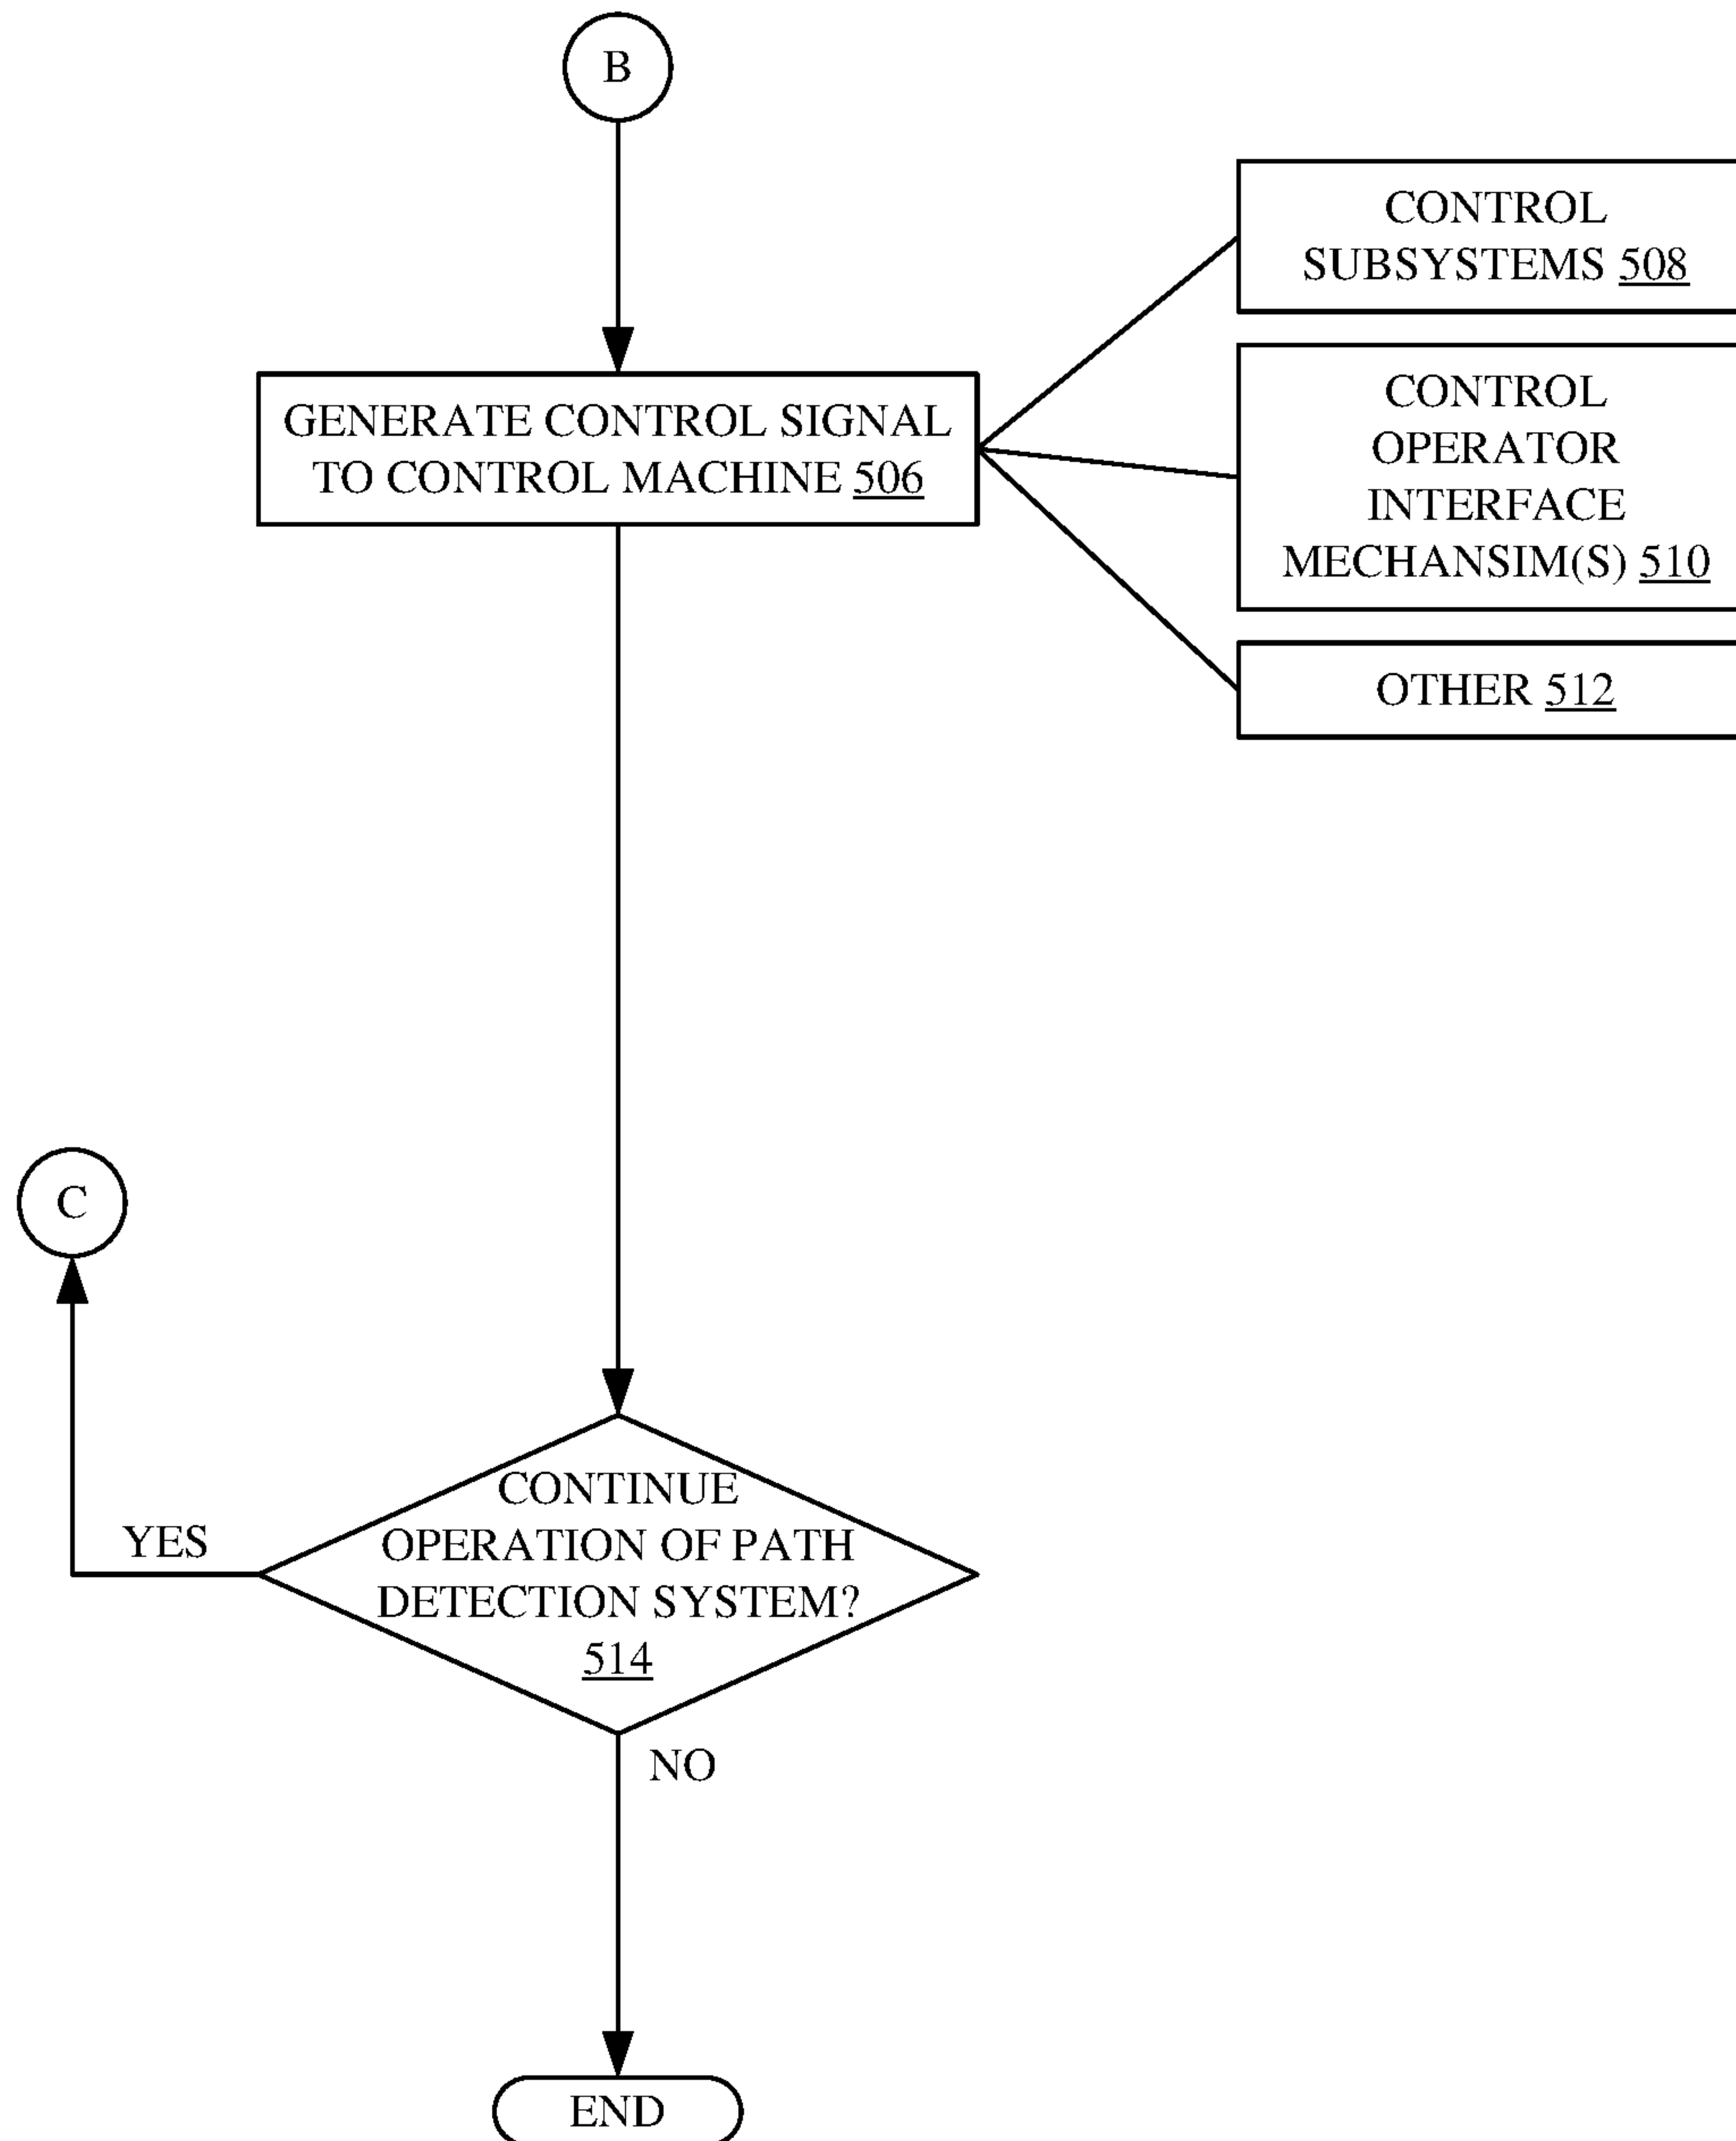 B
GENERATE CONTROL SIGNAL
TO CONTROL MACHINE 506
CONTROL
SUBSYSTEMS 508
CONTROL
OPERATOR
INTERFACE
MECHANSIM(S) 510
OTHER 512
C
YES
CONTINUE
OPERATION OF PATH
DETECTION SYSTEM?
514
NO
END